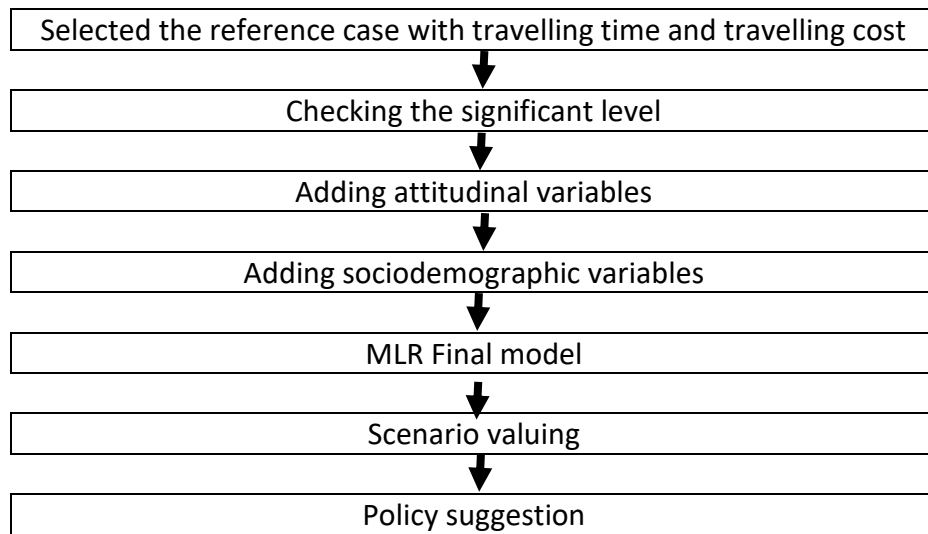 Selected the reference case with travelling time and travelling cost
Checking the significant level
Adding attitudinal variables
Adding sociodemographic variables
MLR Final model
Scenario valuing
Policy suggestion